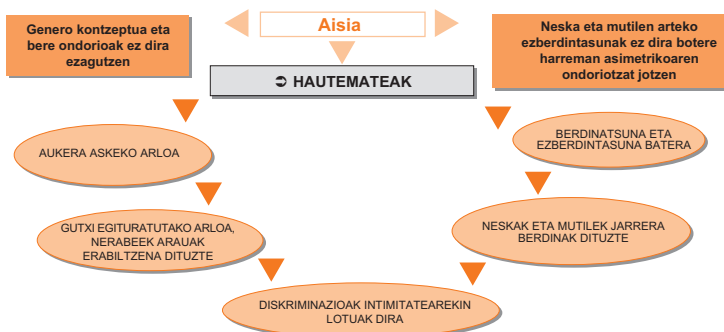 Genero kontzeptua eta
bere ondorioak ez dira
ezagutzen
Aisia
Neska eta mutilen arteko
ezberdintasunak ez dira botere
harreman asimetrikoaren
ondoriotzat jotzen
➲ HAUTEMATEAK
AUKERA ASKEKO ARLOA
BERDINATSUNA ETA
EZBERDINTASUNA BATERA
GUTXI EGITURATUTAKO ARLOA,
NERABEEK ARAUAK
ERABILTZENA DITUZTE
NESKAK ETA MUTILEK JARRERA
BERDINAK DITUZTE
DISKRIMINAZIOAK INTIMITATEAREKIN
LOTUAK DIRA